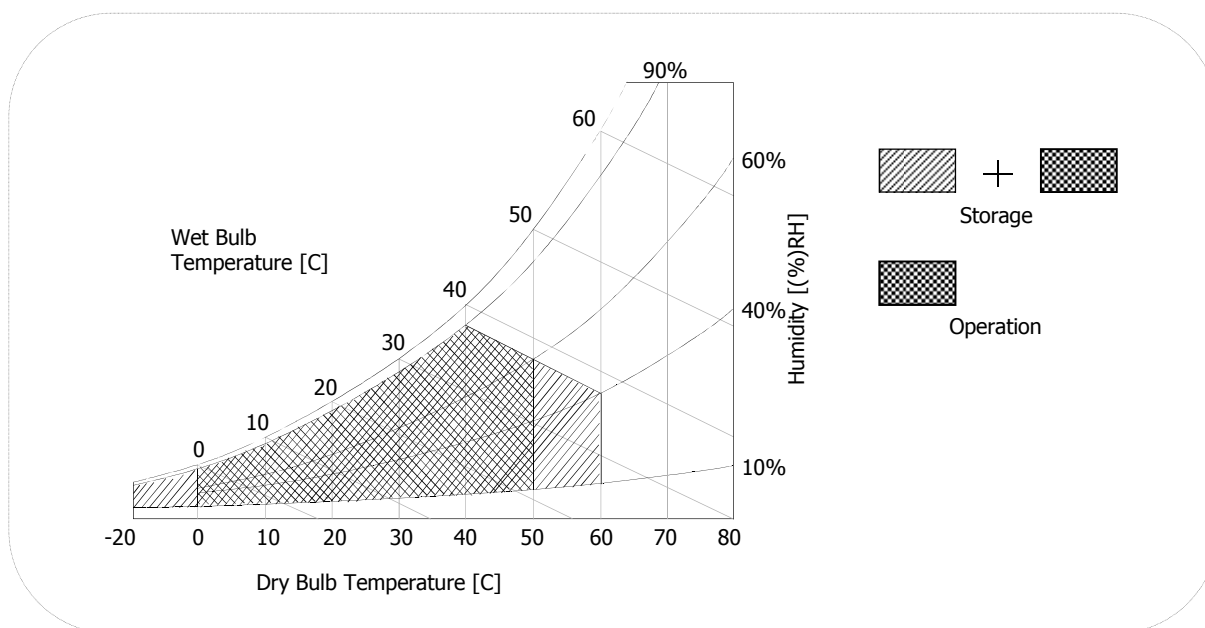 90%
60
60%
50
Wet Bulb
Temperature [C]
Storage
40
40%
Humidity [(%)RH]
Operation
30
20
10
0
10%
-20 0 10 20 30 40 50 60 70 80
Dry Bulb Temperature [C]